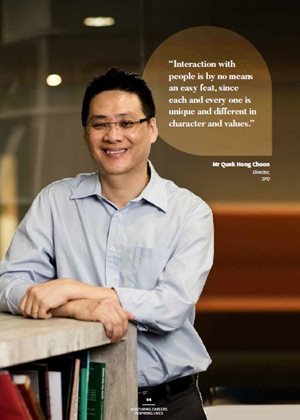 “Interaction with
people is by no means
an easy feat, since
each and every one is
unique and different in
character and values.”
Mr Quek Hong Choon
Director,
SPD
34
NURTURING CAREERS
INSPIRING LIVES